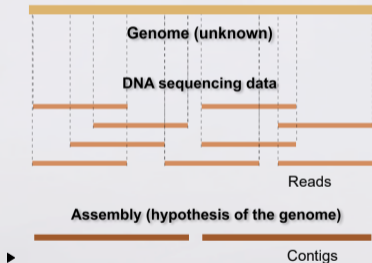 Genome (unknown)
DNA sequencing data
Reads
Assembly (hypothesis of the genome)
Contigs